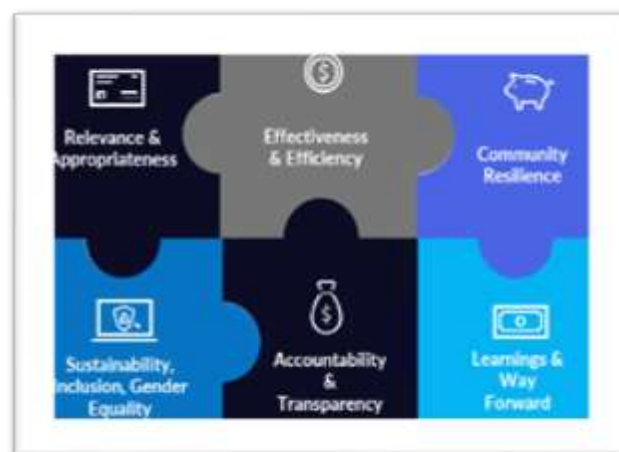 Relevance &
Appropriateness
Effectiveness
& Efficiency
Community
Resilience
Sustainability,
Inclusion, Gender
Equality
Accountability
&
Transparency
Learnings &
Way
Forward